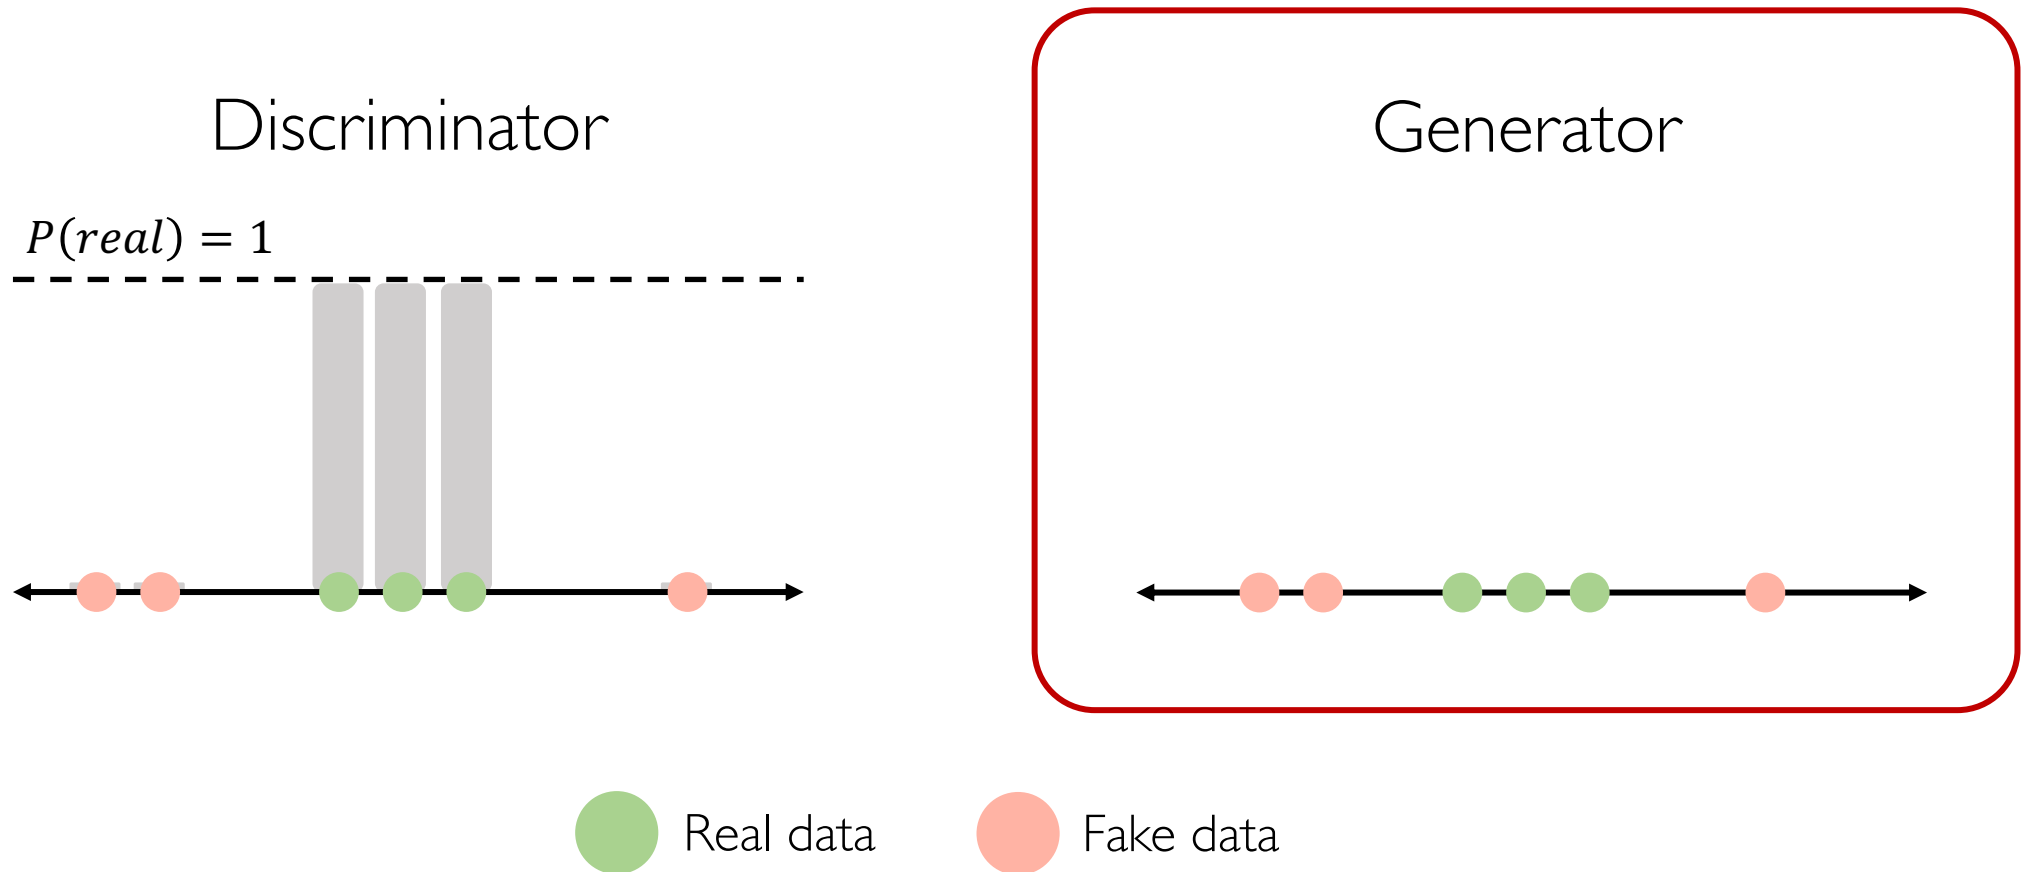 Discriminator
Generator
P(real) = 1
Real data
Fake data